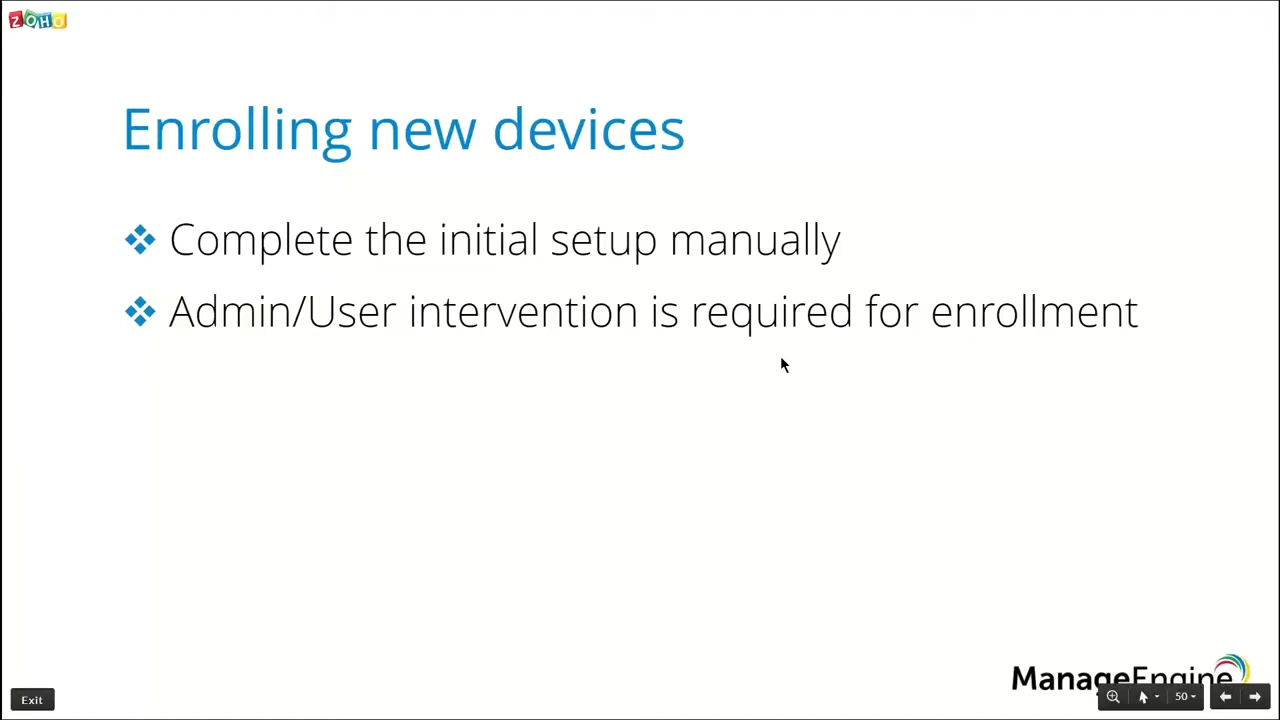 ZOHO
Enrolling new devices
Complete the initial setup manually
Admin/User intervention is required for enrollment
ManageEngine
Exit
50